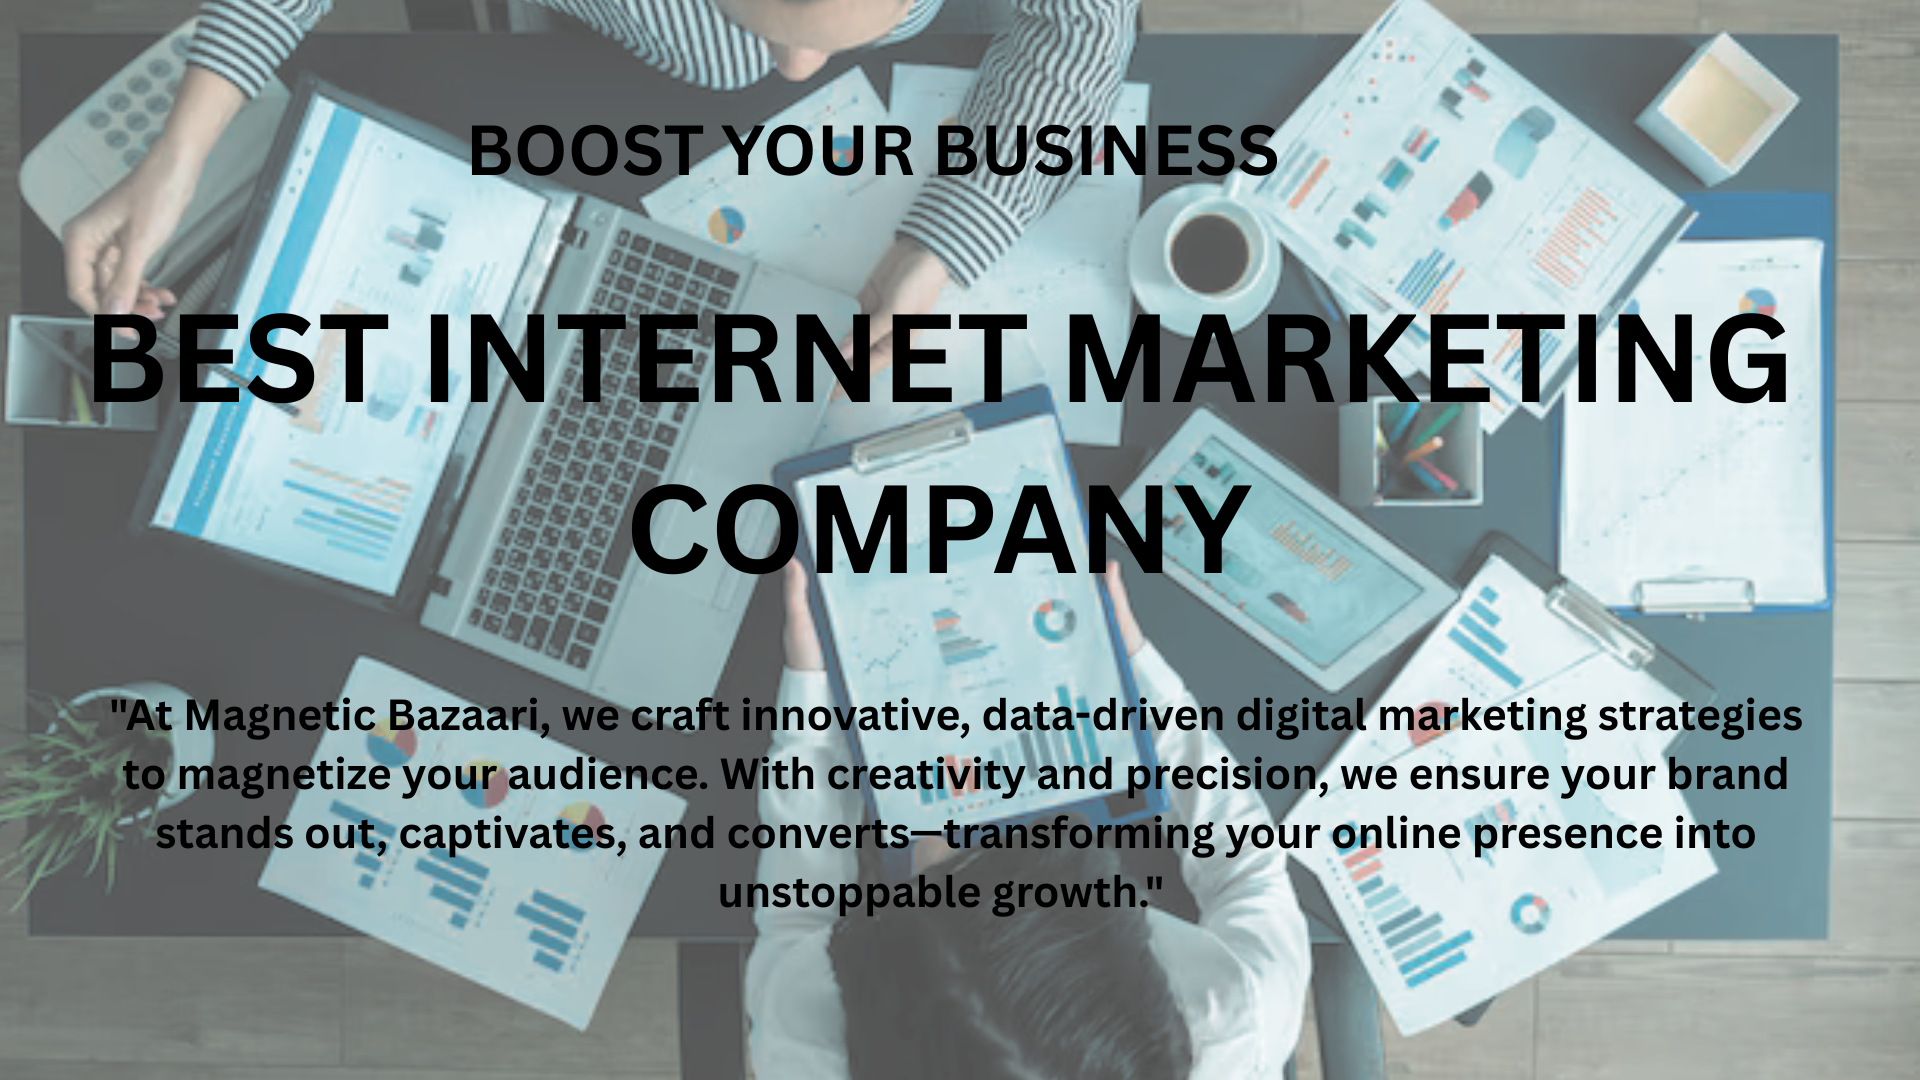 BOOST YOUR BUSINESS
BEST INTERNET MARKETING
COMPANY
"At Magnetic Bazaari, we craft innovative, data-driven digital marketing strategies
to magnetize your audience. With creativity and precision, we ensure your brand
stands out, captivates, and converts—transforming your online presence into
unstoppable growth."